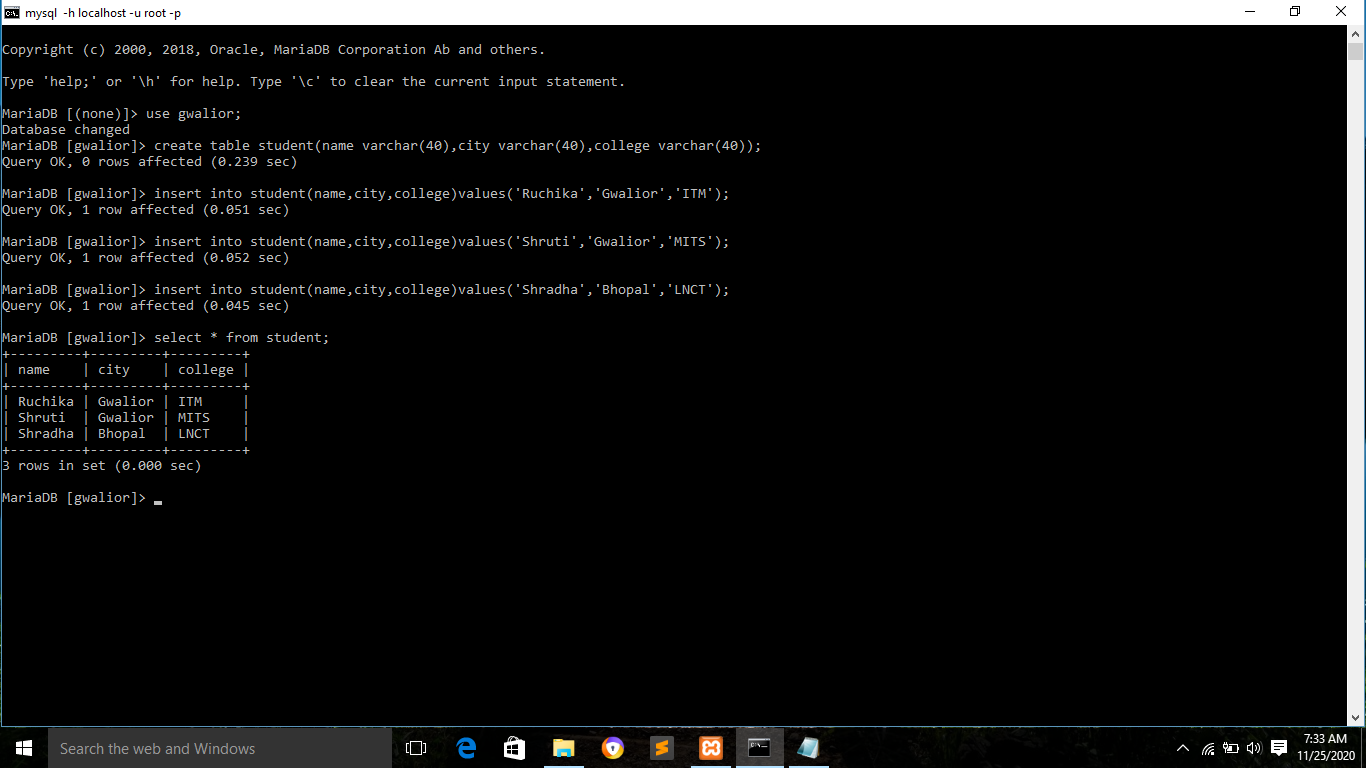 mysql  -h localhost -u root -p
Copyright (c) 2000, 2018, Oracle, MariaDB Corporation Ab and others.
Type 'help;' or '\h' for help. Type '\c' to clear the current input statement.
MariaDB [(none)]> use gwalior;
Database changed
MariaDB [gwalior]> create table student(name varchar(40),city varchar(40),college varchar(40));
Query OK, 0 rows affected (0.239 sec)
MariaDB [gwalior]> insert into student(name,city,college)values('Ruchika','Gwalior','ITM');
Query OK, 1 row affected (0.051 sec)
MariaDB [gwalior]> insert into student(name,city,college)values('Shruti','Gwalior','MITS');
Query OK, 1 row affected (0.052 sec)
MariaDB [gwalior]> insert into student(name,city,college)values('Shradha','Bhopal','LNCT');
Query OK, 1 row affected (0.045 sec)
MariaDB [gwalior]> select * from student;
+---------+---------+---------+
| name    | city    | college |
+---------+---------+---------+
| Ruchika | Gwalior | ITM     |
| Shruti  | Gwalior | MITS    |
| Shradha | Bhopal  | LNCT    |
+---------+---------+---------+
3 rows in set (0.000 sec)
MariaDB [gwalior]> _
Search the web and Windows
7:33 AM
11/25/2020